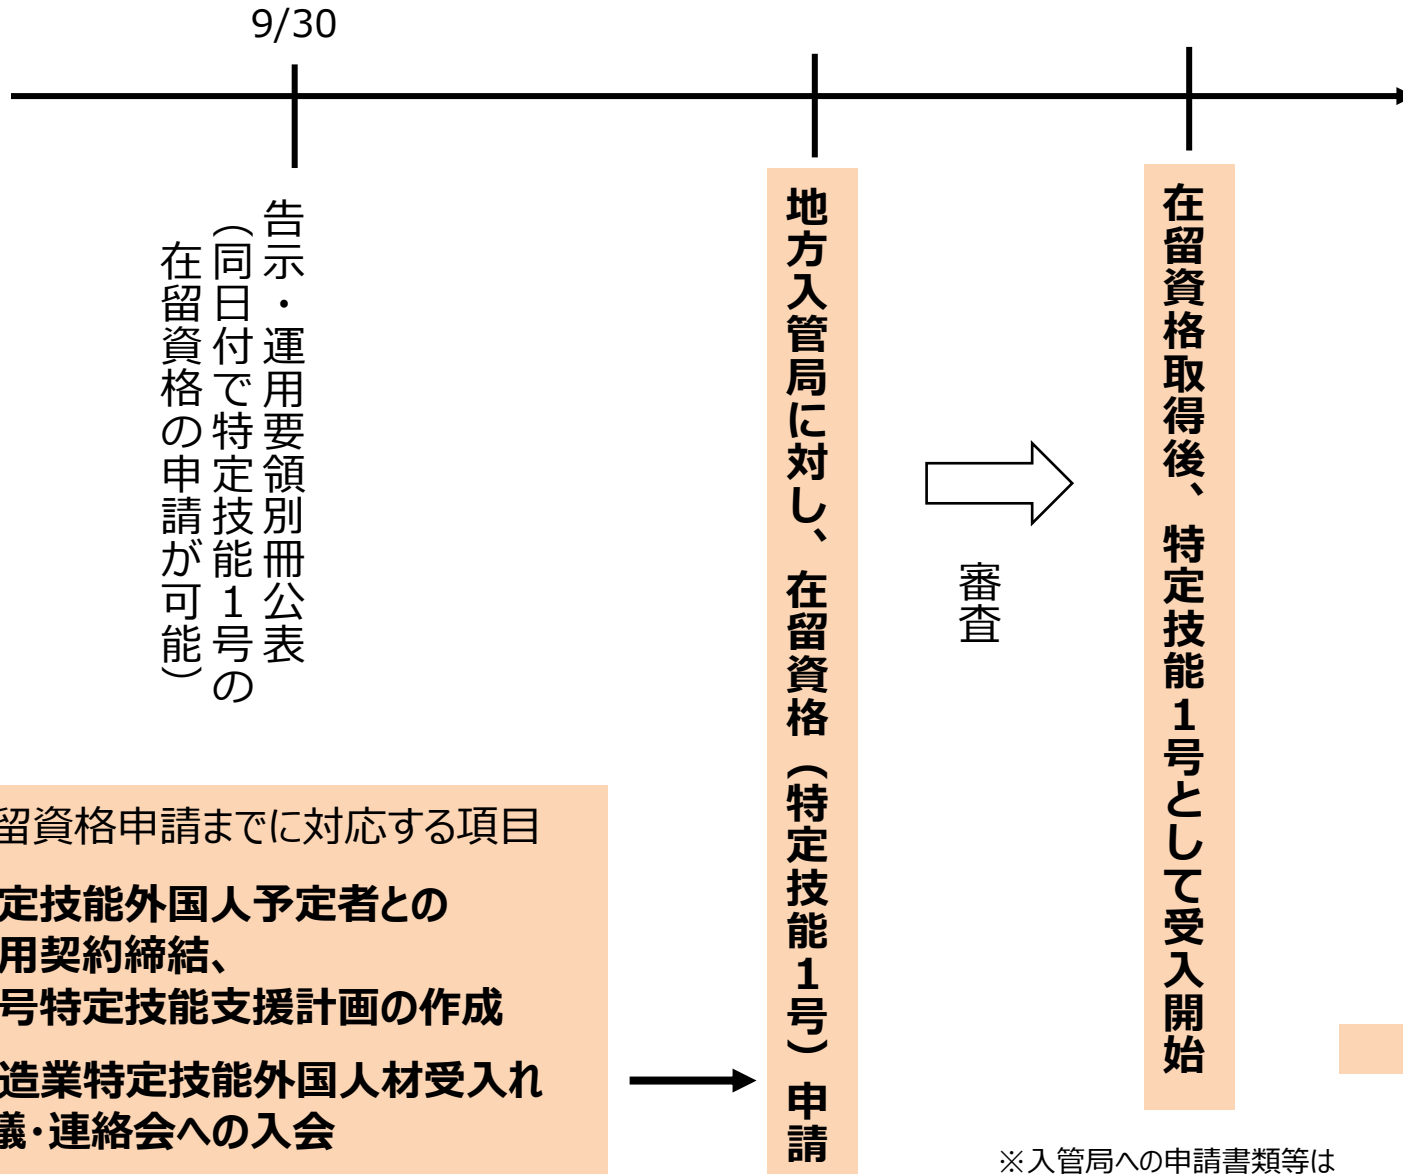 9/30
告示・運用要領別冊公表
（同日付で特定技能１号の
在留資格の申請が可能）
地方入管局に対し、在留資格（特定技能１号）申請
審査
在留資格取得後、特定技能１号として受入開始
留資格申請までに対応する項目
定技能外国人予定者との
用契約締結、
号特定技能支援計画の作成
造業特定技能外国人材受入れ
議・連絡会への入会
※入管局への申請書類等は